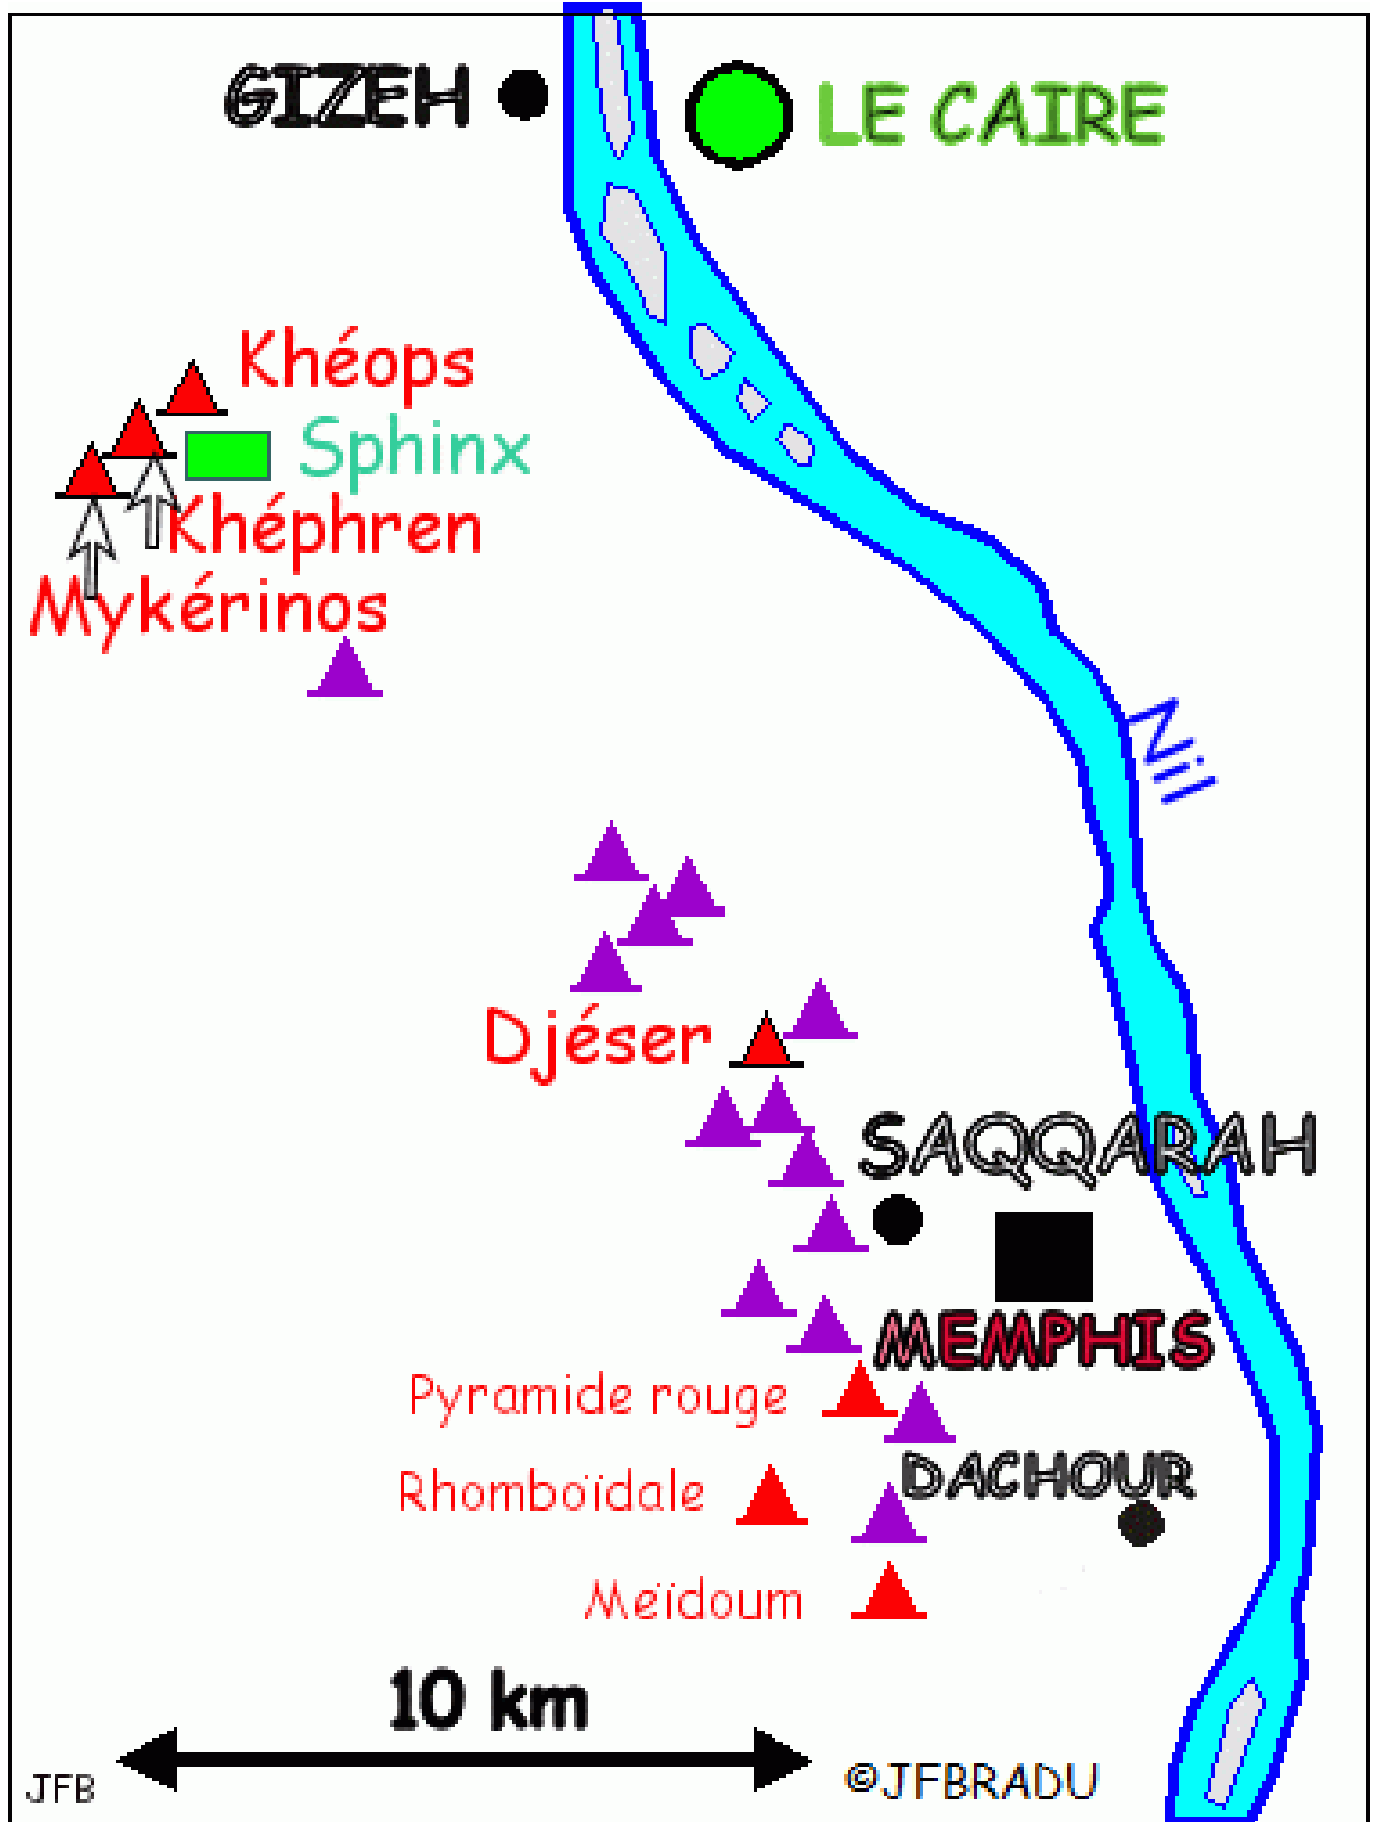 GIZEH
LE CAIRE
Khéops
Sphinx
Khéphren
Mykérinos
Nil
Djéser
SAQQARAH
MEMPHIS
Pyramide rouge
DACHOUR
Rhomboïdale
Meïdoum
10 km
JFB
©JFBRADU